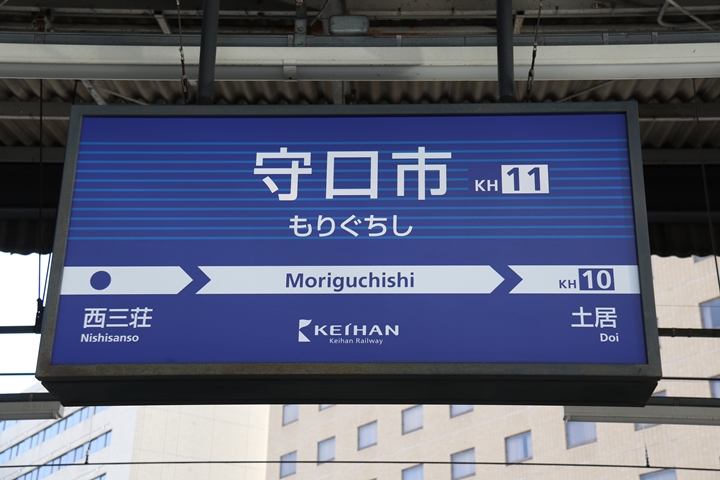 守口市 KH 11
もりぐちし
Moriguchishi KH 10
西三荘 土居
Nishisanso Doi
KEIHAN
Keihan Railway